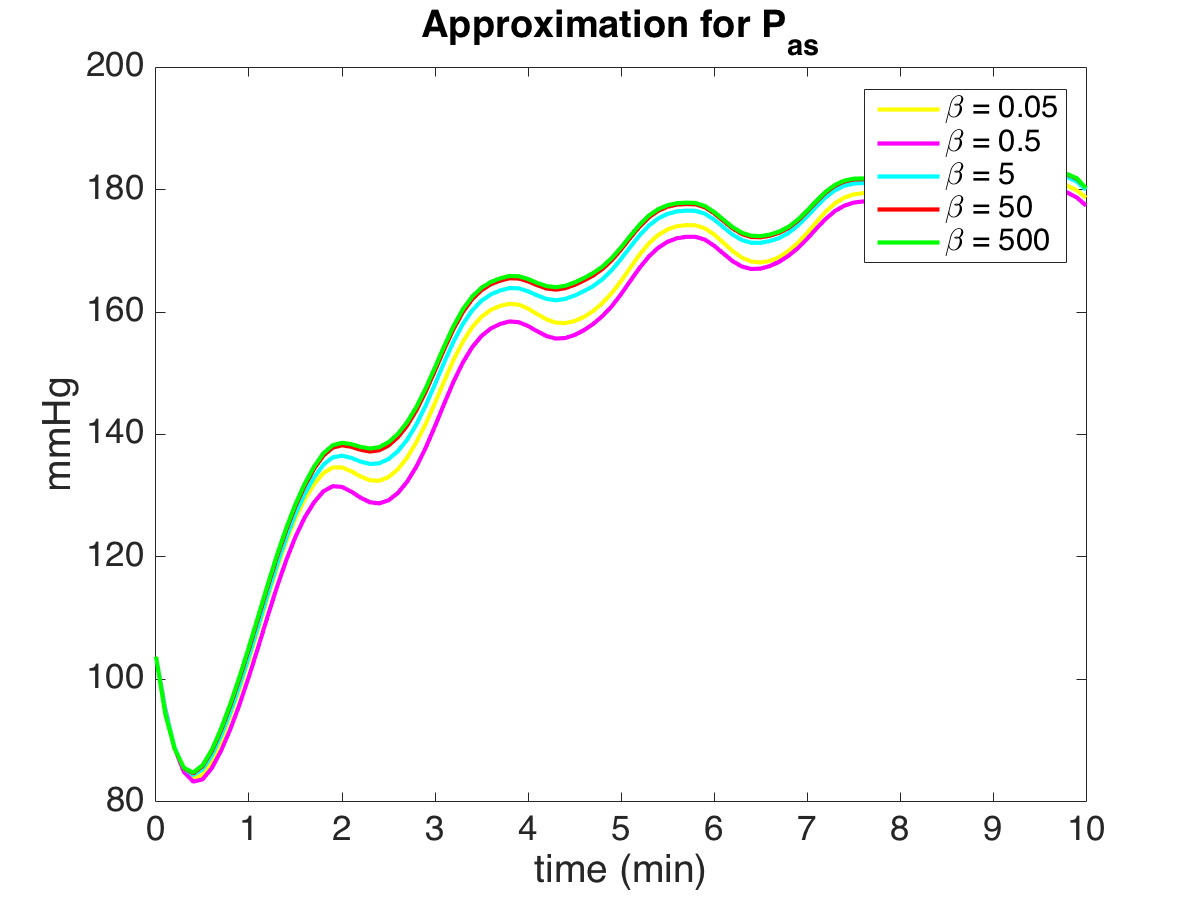 Approximation for P_as
200
180
160
140
120
100
80
mmHg
0 1 2 3 4 5 6 7 8 9 10
time (min)
β = 0.05
β = 0.5
β = 5
β = 50
β = 500